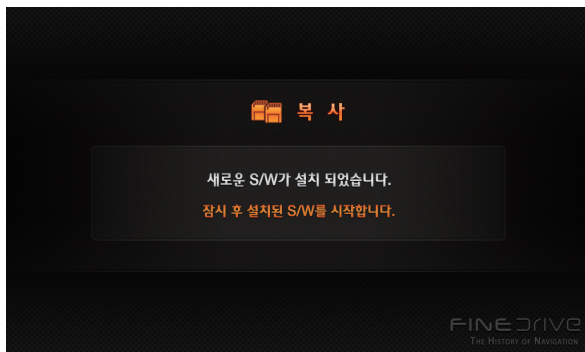 복 사
새로운 S/W가 설치 되었습니다.
잠시 후 설치된 S/W를 시작합니다.
FINEDRIVE
THE HISTORY OF NAVIGATION